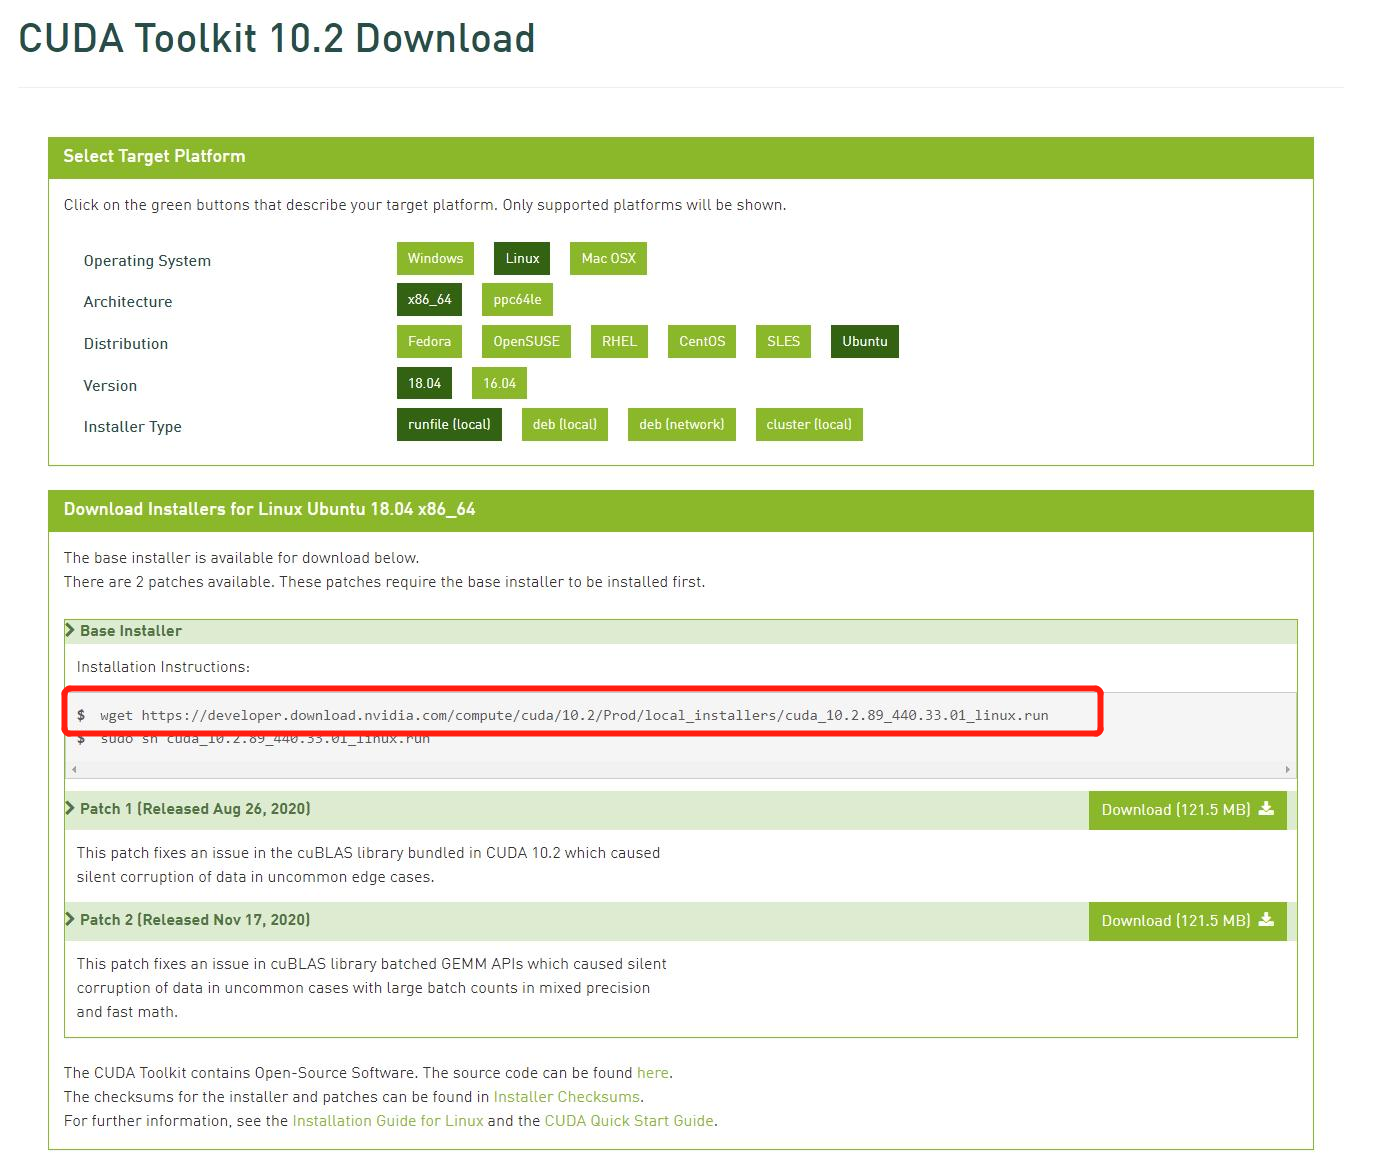 CUDA Toolkit 10.2 Download
Select Target Platform
Click on the green buttons that describe your target platform. Only supported platforms will be shown.
Operating System Windows Linux Mac OSX
Architecture x86_64 ppc64le
Distribution Fedora OpenSUSE RHEL CentOS SLES Ubuntu
Version 18.04 16.04
Installer Type runfile (local) deb (local) deb (network) cluster (local)
Download Installers for Linux Ubuntu 18.04 x86_64
The base installer is available for download below.
There are 2 patches available. These patches require the base installer to be installed first.
Base Installer
Installation Instructions:
$ wget https://developer.download.nvidia.com/compute/cuda/10.2/Prod/local_installers/cuda_10.2.89_440.33.01_linux.run
$ sudo sh cuda_10.2.89_440.33.01_linux.run
Patch 1 (Released Aug 26, 2020) Download (121.5 MB)
This patch fixes an issue in the cuBLAS library bundled in CUDA 10.2 which caused
silent corruption of data in uncommon edge cases.
Patch 2 (Released Nov 17, 2020) Download (121.5 MB)
This patch fixes an issue in cuBLAS library batched GEMM APIs which caused silent
corruption of data in uncommon cases with large batch counts in mixed precision
and fast math.
The CUDA Toolkit contains Open-Source Software. The source code can be found here.
The checksums for the installer and patches can be found in Installer Checksums.
For further information, see the Installation Guide for Linux and the CUDA Quick Start Guide.